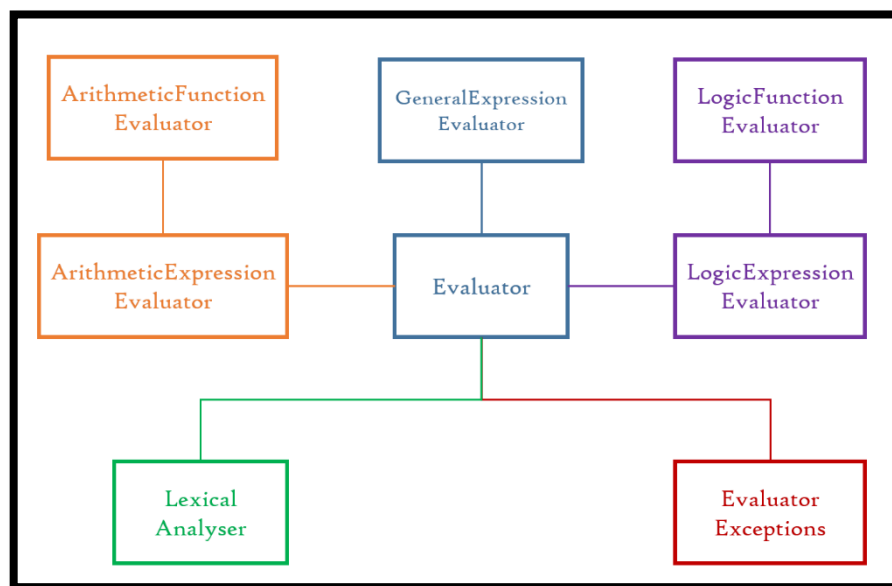 ArithmeticFunction
Evaluator
GeneralExpression
Evaluator
LogicFunction
Evaluator
ArithmeticExpression
Evaluator
Evaluator
LogicExpression
Evaluator
Lexical
Analyser
Evaluator
Exceptions